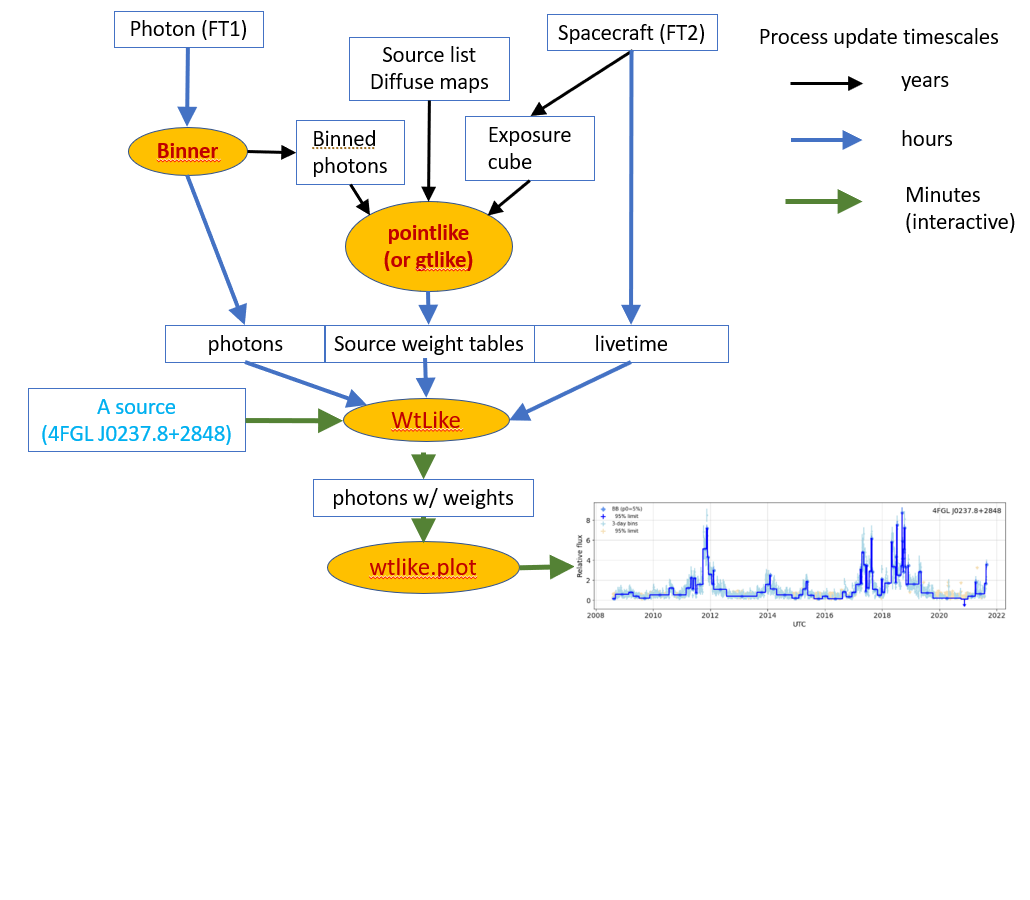 Photon (FT1)
Source list
Diffuse maps
Spacecraft (FT2)
Process update timescales
years
hours
Minutes
(interactive)
Binner
Binned
photons
Exposure
cube
pointlike
(or gtlike)
photons
Source weight tables
livetime
A source
(4FGL J0237.8+2848)
WtLike
photons w/ weights
wtlike.plot
BB (p0=5%)
95% limit
3-day bins
95% limit
4FGL J0237.8+2848
Relative flux
8
6
4
2
0
2008 2010 2012 2014 2016 2018 2020 2022
UTC